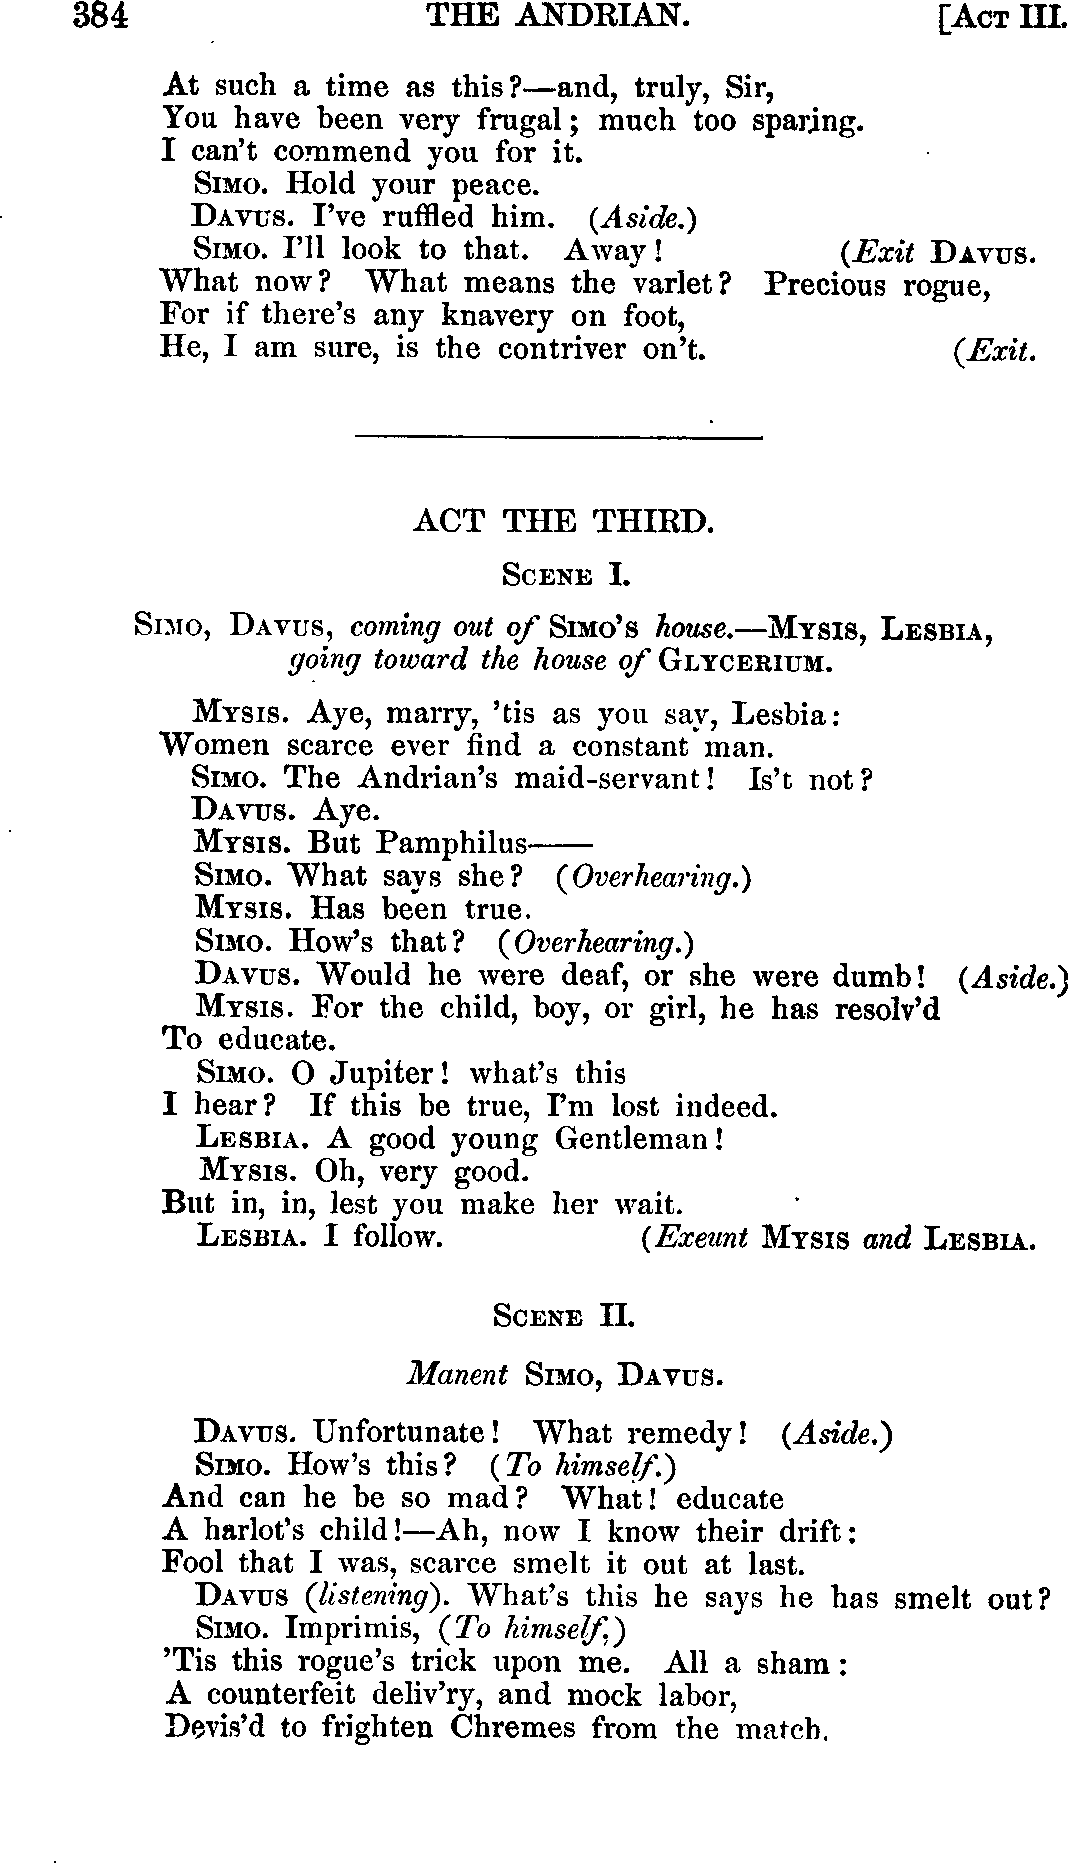 384 THE ANDRIAN. [ACT III.
At such a time as this?—and, truly, Sir,
You have been very frugal; much too sparing.
I can't commend you for it.
SIMO. Hold your peace.
DAVUS. I've ruffled him. (Aside.)
SIMO. I'll look to that. Away! (Exit DAVUS.
What now? What means the varlet? Precious rogue,
For if there's any knavery on foot,
He, I am sure, is the contriver on't. (Exit.
ACT THE THIRD.
SCENE I.
SIMO, DAVUS, coming out of SIMO'S house.—MYSIS, LESBIA,
going toward the house of GLYCERIUM.
MYSIS. Aye, marry, 'tis as you say, Lesbia:
Women scarce ever find a constant man.
SIMO. The Andrian's maid-servant! Is't not?
DAVUS. Aye.
MYSIS. But Pamphilus——
SIMO. What says she? (Overhearing.)
MYSIS. Has been true.
SIMO. How's that? (Overhearing.)
DAVUS. Would he were deaf, or she were dumb! (Aside.)
MYSIS. For the child, boy, or girl, he has resolv'd
To educate.
SIMO. O Jupiter! what's this
I hear? If this be true, I'm lost indeed.
LESBIA. A good young Gentleman!
MYSIS. Oh, very good.
But in, in, lest you make her wait.
LESBIA. I follow. (Exeunt MYSIS and LESBIA.
SCENE II.
Manent SIMO, DAVUS.
DAVUS. Unfortunate! What remedy! (Aside.)
SIMO. How's this? (To himself.)
And can he be so mad? What! educate
A harlot's child!—Ah, now I know their drift:
Fool that I was, scarce smelt it out at last.
DAVUS (listening). What's this he says he has smelt out?
SIMO. Imprimis, (To himself,)
'Tis this rogue's trick upon me. All a sham:
A counterfeit deliv'ry, and mock labor,
Devis'd to frighten Chremes from the match.